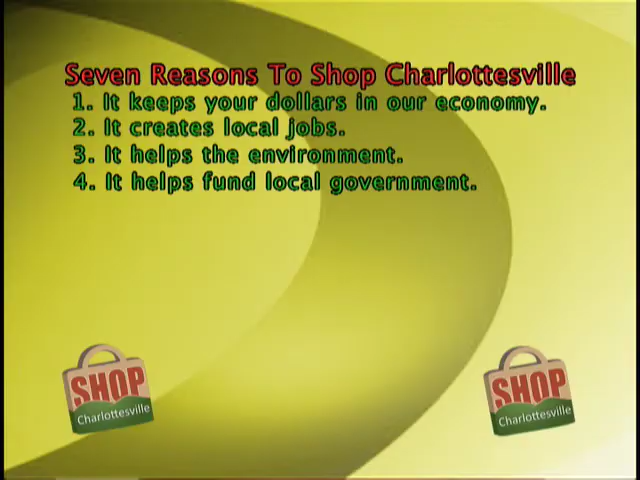 Seven Reasons To Shop Charlottesville
1. It keeps your dollars in our economy.
2. It creates local jobs.
3. It helps the environment.
4. It helps fund local government.
SHOP
Charlottesville
SHOP
Charlottesville